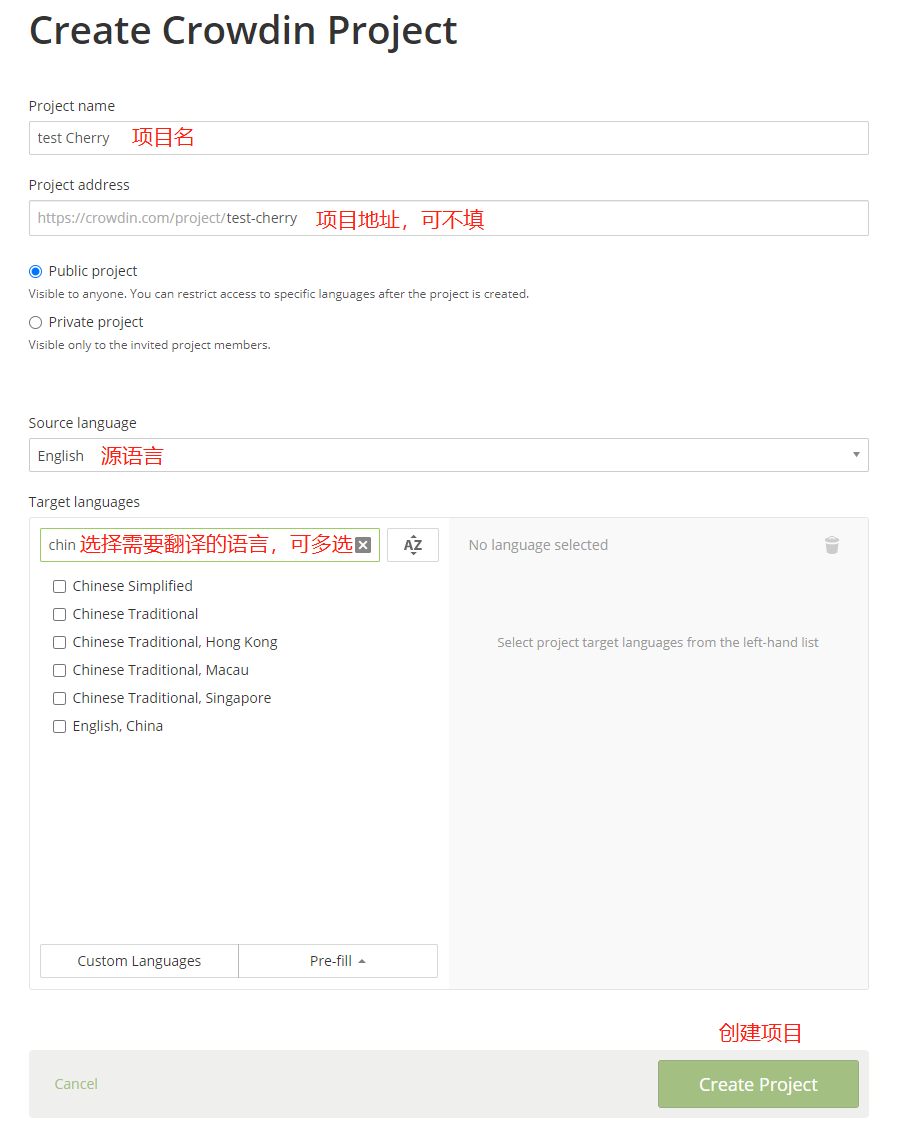 Create Crowdin Project
Project name
test Cherry 项目名
Project address
https://crowdin.com/project/test-cherry 项目地址，可不填
Public project
Visible to anyone. You can restrict access to specific languages after the project is created.
Private project
Visible only to the invited project members.
Source language
English 源语言
Target languages
chin 选择需要翻译的语言，可多选
AZ
No language selected
Chinese Simplified
Chinese Traditional
Chinese Traditional, Hong Kong
Select project target languages from the left-hand list
Chinese Traditional, Macau
Chinese Traditional, Singapore
English, China
Custom Languages
Pre-fill
创建项目
Cancel
Create Project